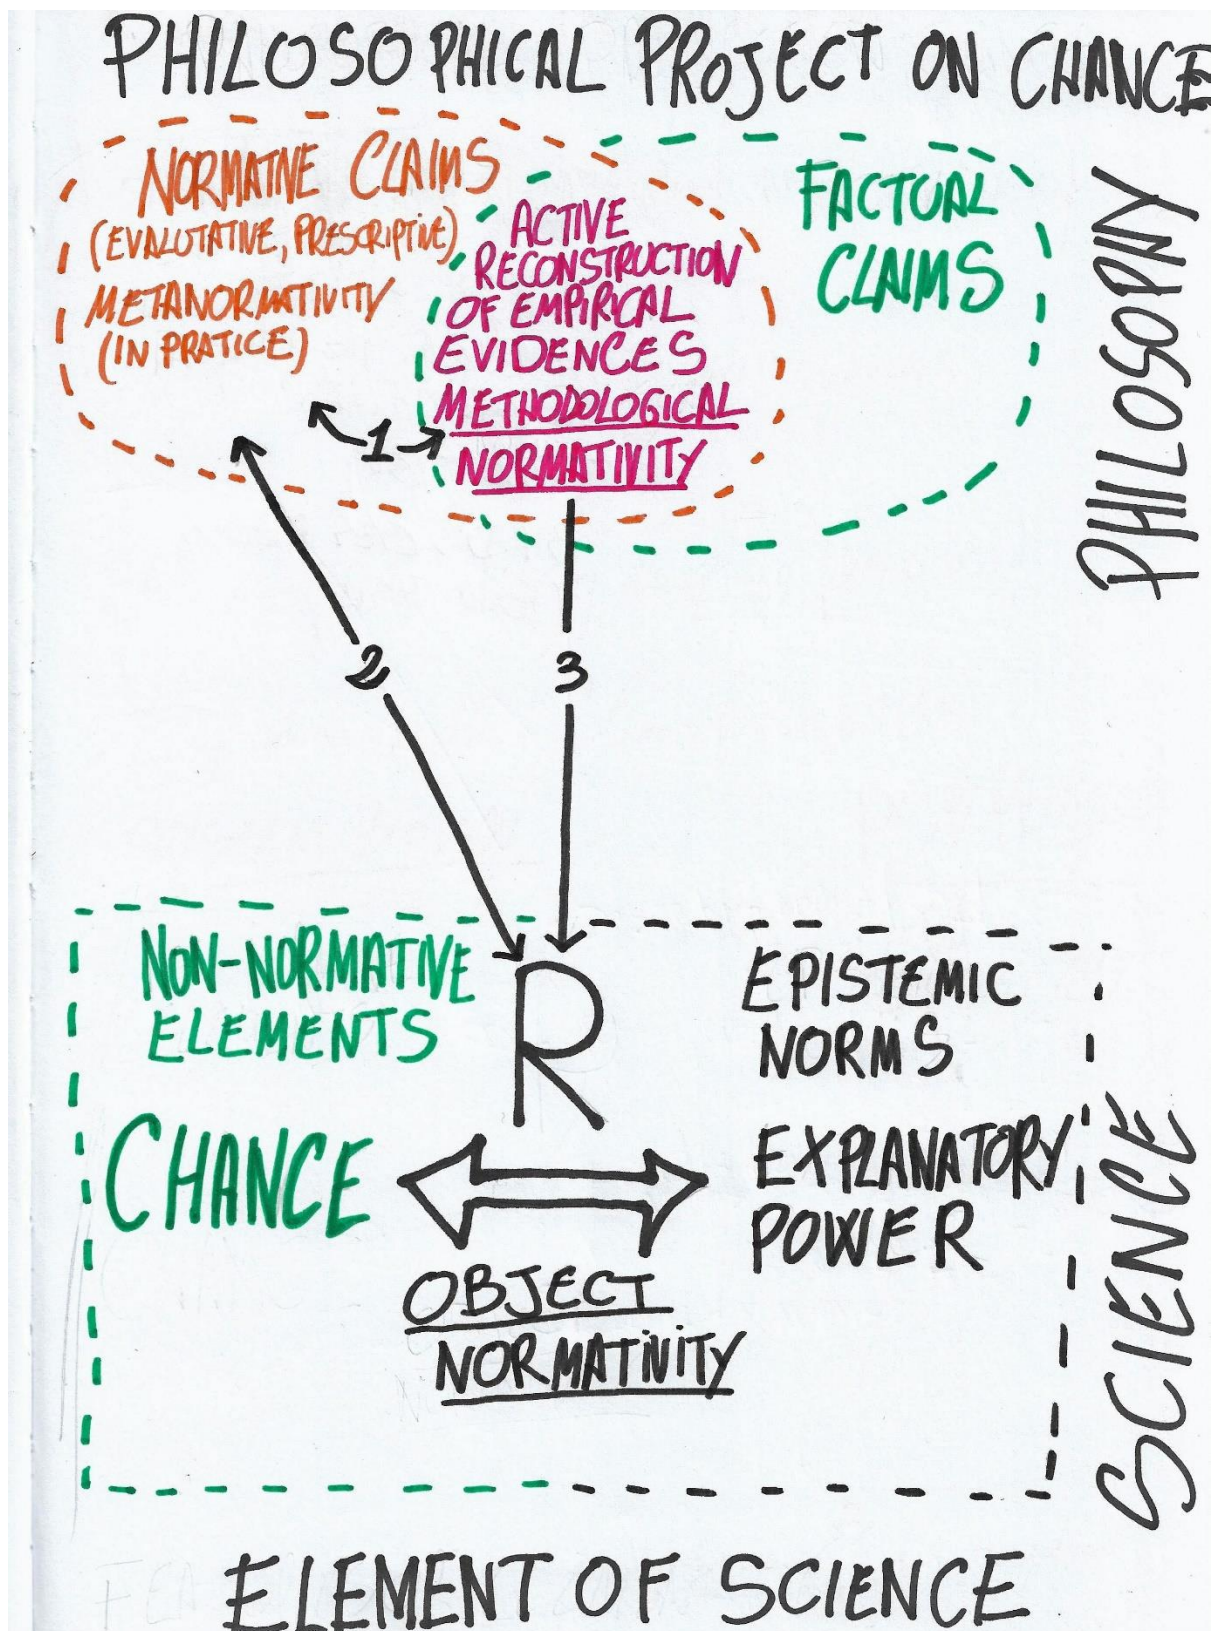 PHILOSOPHICAL PROJECT ON CHANCE
NORMATIVE CLAIMS
(EVALUTATIVE, PRESCRIPTIVE)
METANORMATIVITY
(IN PRATICE)
ACTIVE
RECONSTRUCTION
OF EMPIRICAL
EVIDENCES
METHODOLOGICAL
NORMATIVITY
FACTUAL
CLAIMS
PHILOSOPHY
1
2
3
NON-NORMATIVE
ELEMENTS
R
EPISTEMIC
NORMS
CHANCE
EXPLANATORY
POWER
OBJECT
NORMATIVITY
SCIENCE
ELEMENT OF SCIENCE